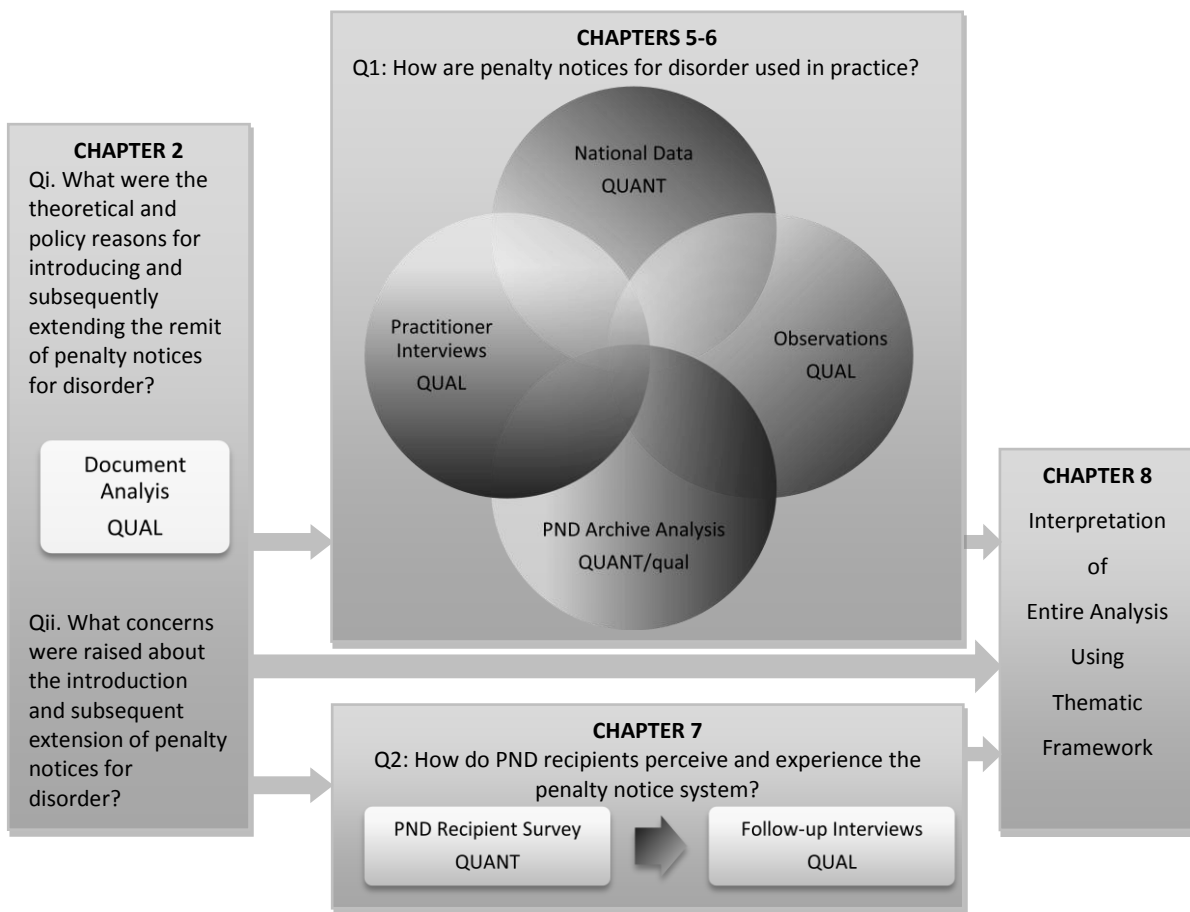 CHAPTER 2
Qi. What were the
theoretical and
policy reasons for
introducing and
subsequently
extending the remit
of penalty notices
for disorder?
Document
Analyis
QUAL
Qii. What concerns
were raised about
the introduction
and subsequent
extension of penalty
notices for
disorder?
CHAPTERS 5-6
Q1: How are penalty notices for disorder used in practice?
National Data
QUANT
Practitioner
Interviews
QUAL
Observations
QUAL
PND Archive Analysis
QUANT/qual
CHAPTER 7
Q2: How do PND recipients perceive and experience the
penalty notice system?
PND Recipient Survey
QUANT
Follow-up Interviews
QUAL
CHAPTER 8
Interpretation
of
Entire Analysis
Using
Thematic
Framework